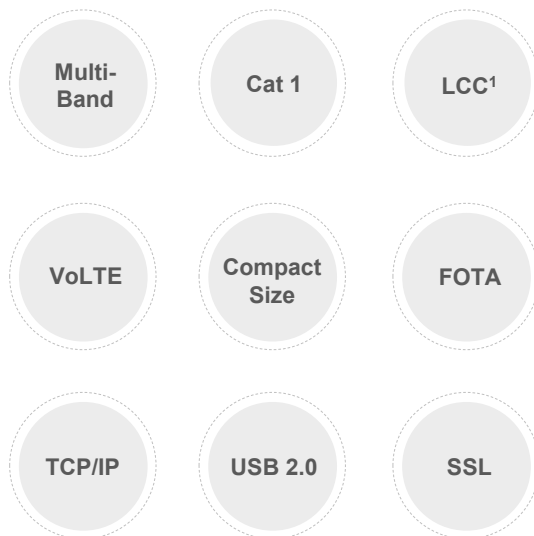 Multi-
Band
Cat 1
LCC¹
VoLTE
Compact
Size
FOTA
TCP/IP
USB 2.0
SSL